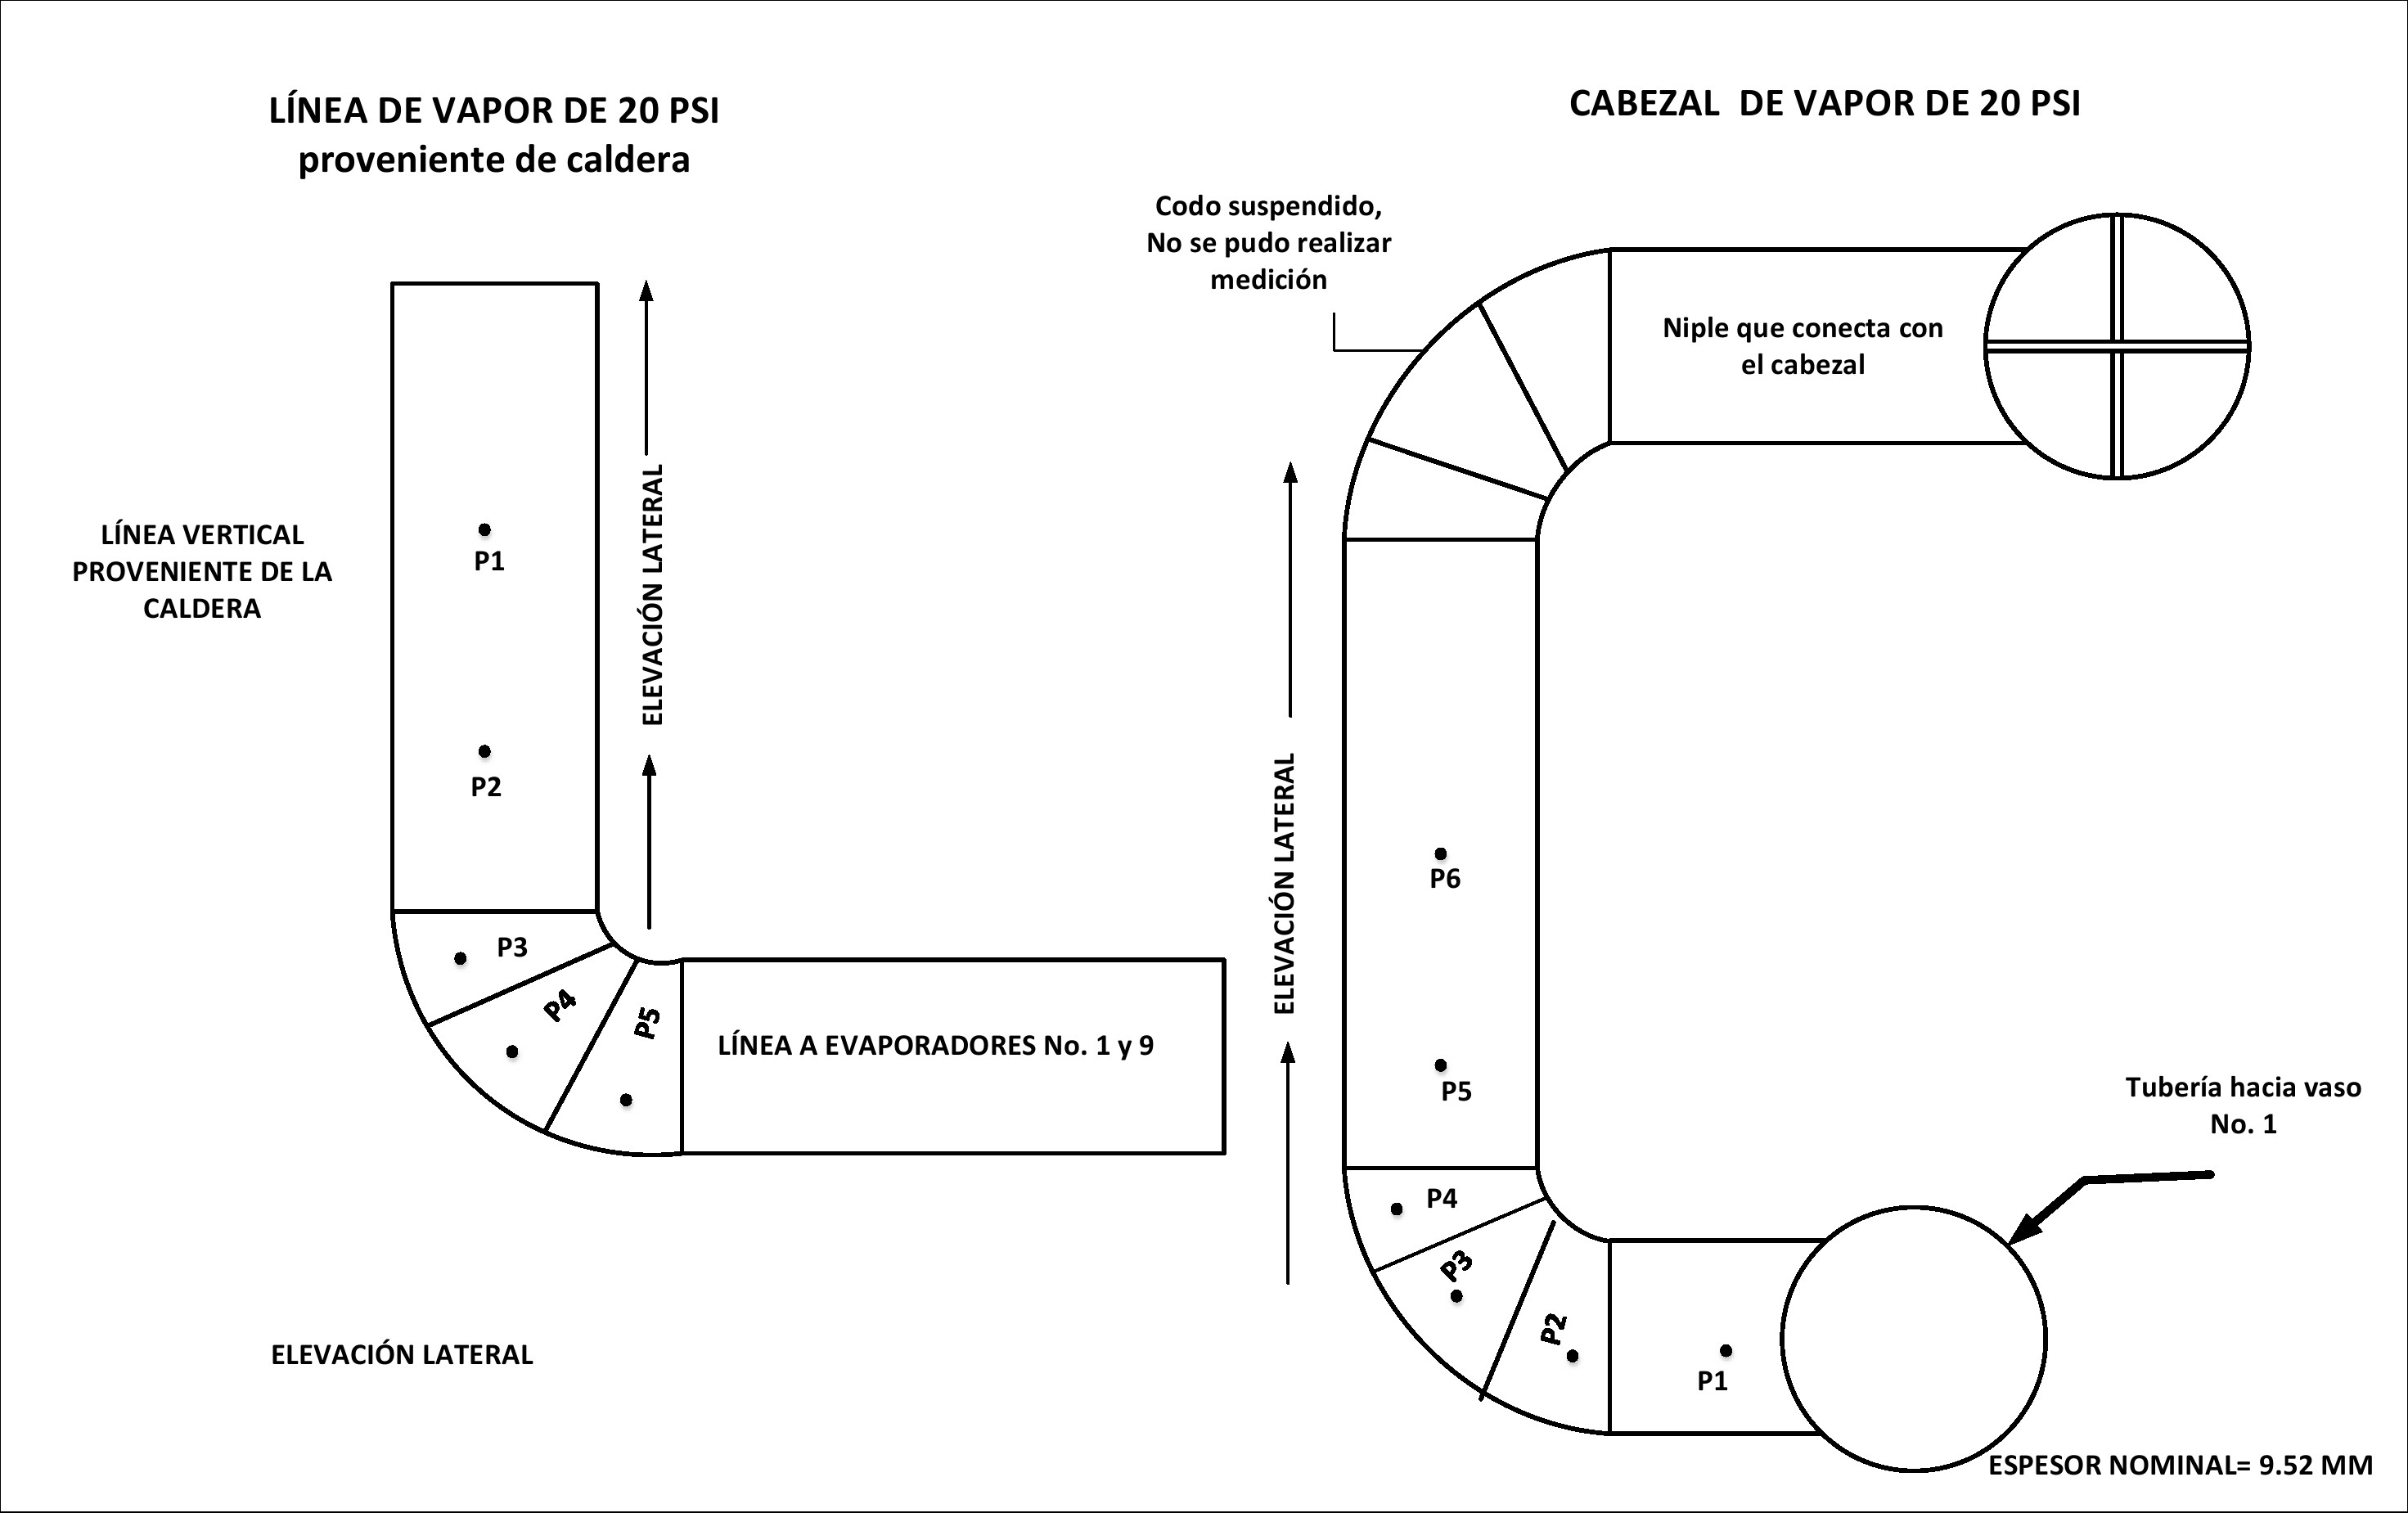 LÍNEA DE VAPOR DE 20 PSI
proveniente de caldera
LÍNEA VERTICAL
PROVENIENTE DE LA
CALDERA
P1
P2
ELEVACIÓN LATERAL
P3
P4
P5
LÍNEA A EVAPORADORES No. 1 y 9
ELEVACIÓN LATERAL
CABEZAL DE VAPOR DE 20 PSI
Codo suspendido,
No se pudo realizar
medición
Niple que conecta con
el cabezal
ELEVACIÓN LATERAL
P6
P5
P4
P3
P2
P1
Tubería hacia vaso
No. 1
ESPESOR NOMINAL= 9.52 MM